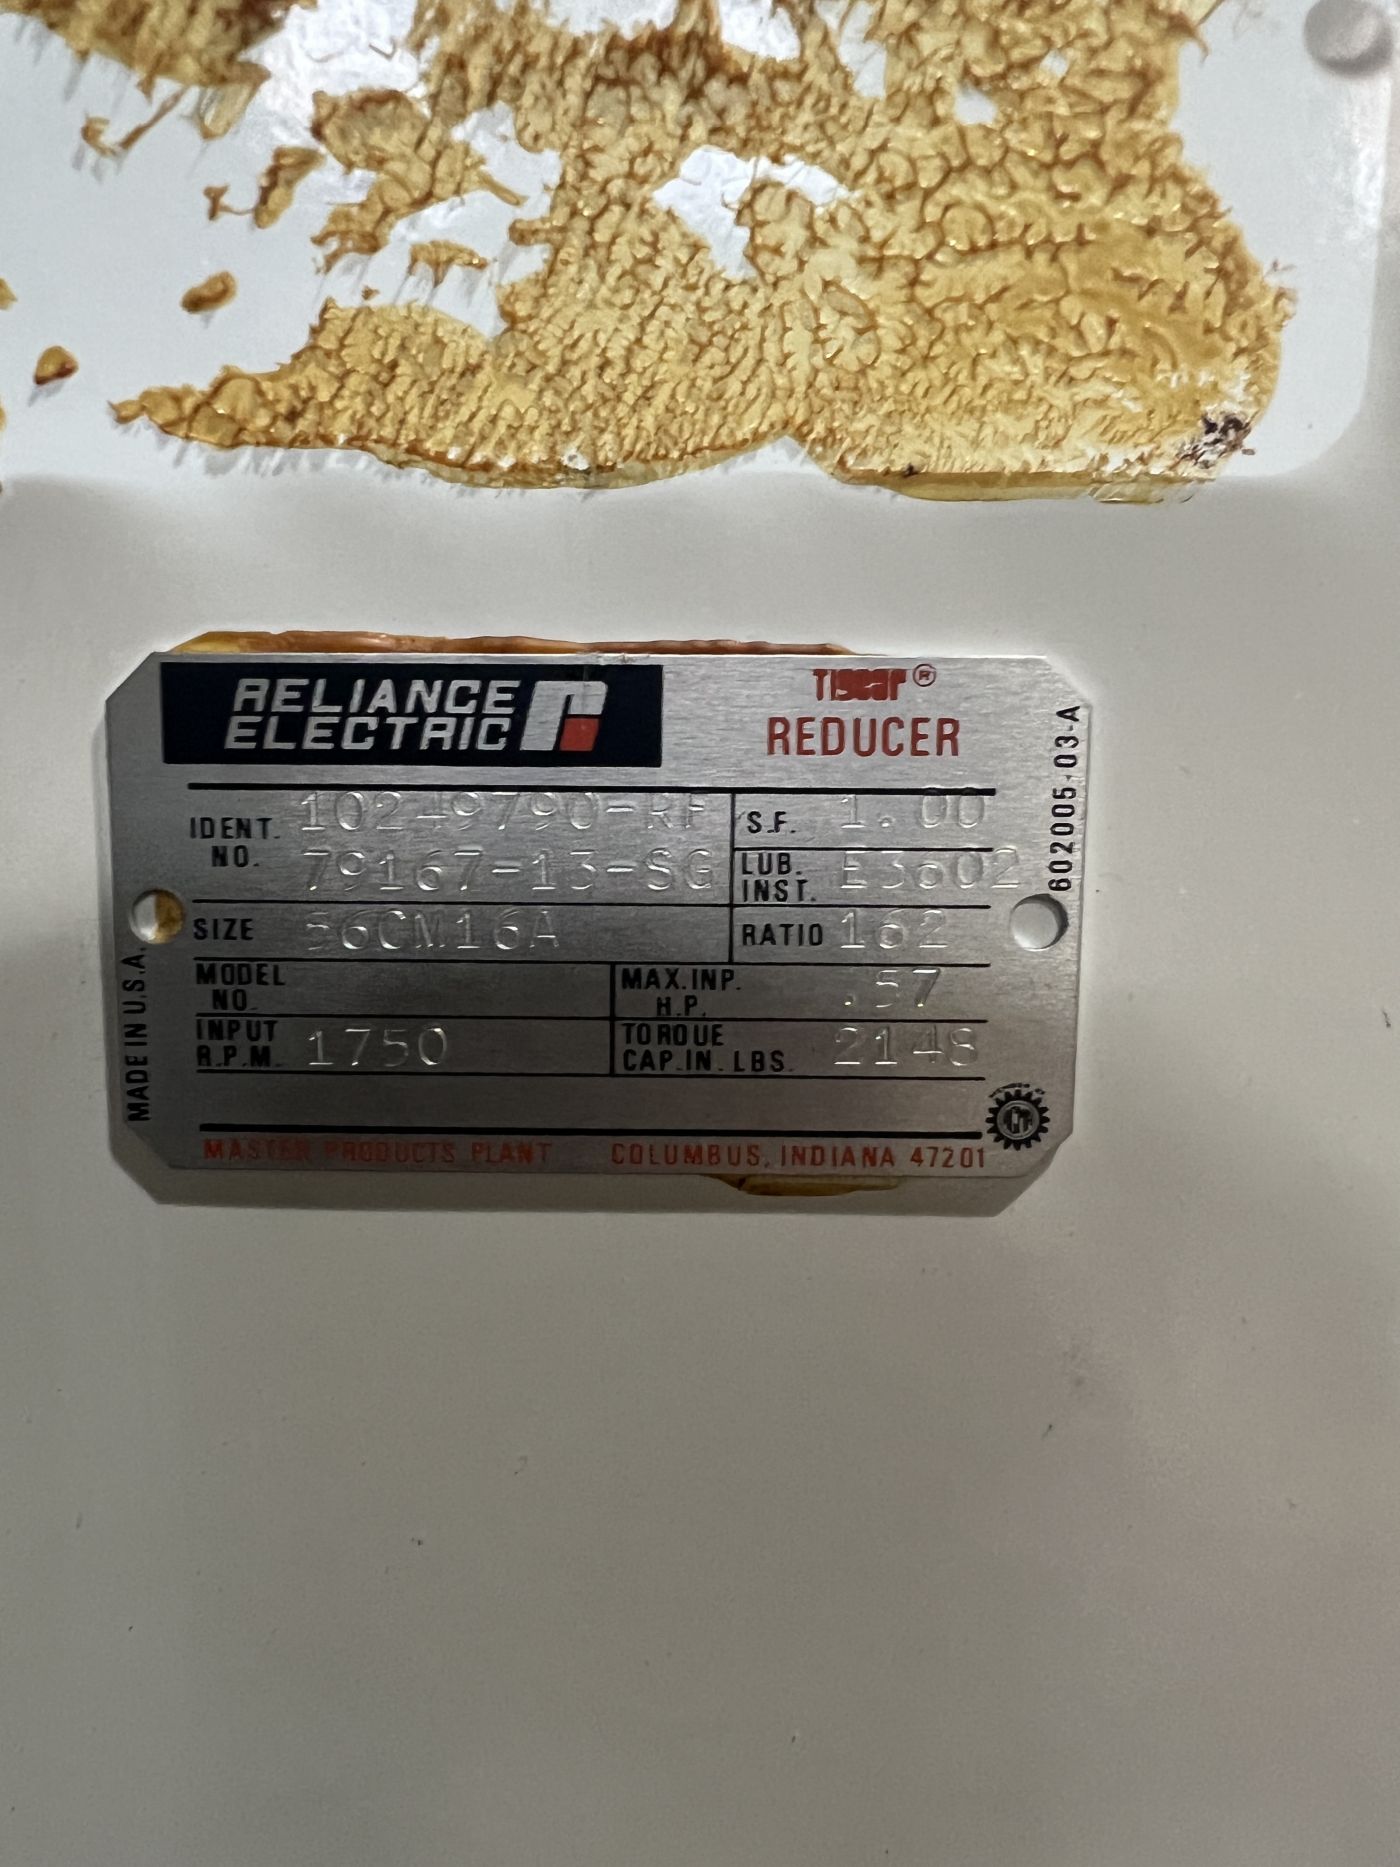 RELIANCE
ELECTRIC
Tigear®
REDUCER
IDENT. NO. 10249790-RF
79167-13-SG
S.F. 1.00
LUB. INST. E3602
SIZE 56CM16A
RATIO 162
MODEL NO.
MAX.INP. H.P. .57
INPUT R.P.M. 1750
TORQUE CAP.IN.LBS. 2148
MASTER PRODUCTS PLANT COLUMBUS, INDIANA 47201
MADE IN U.S.A.
602005-03-A